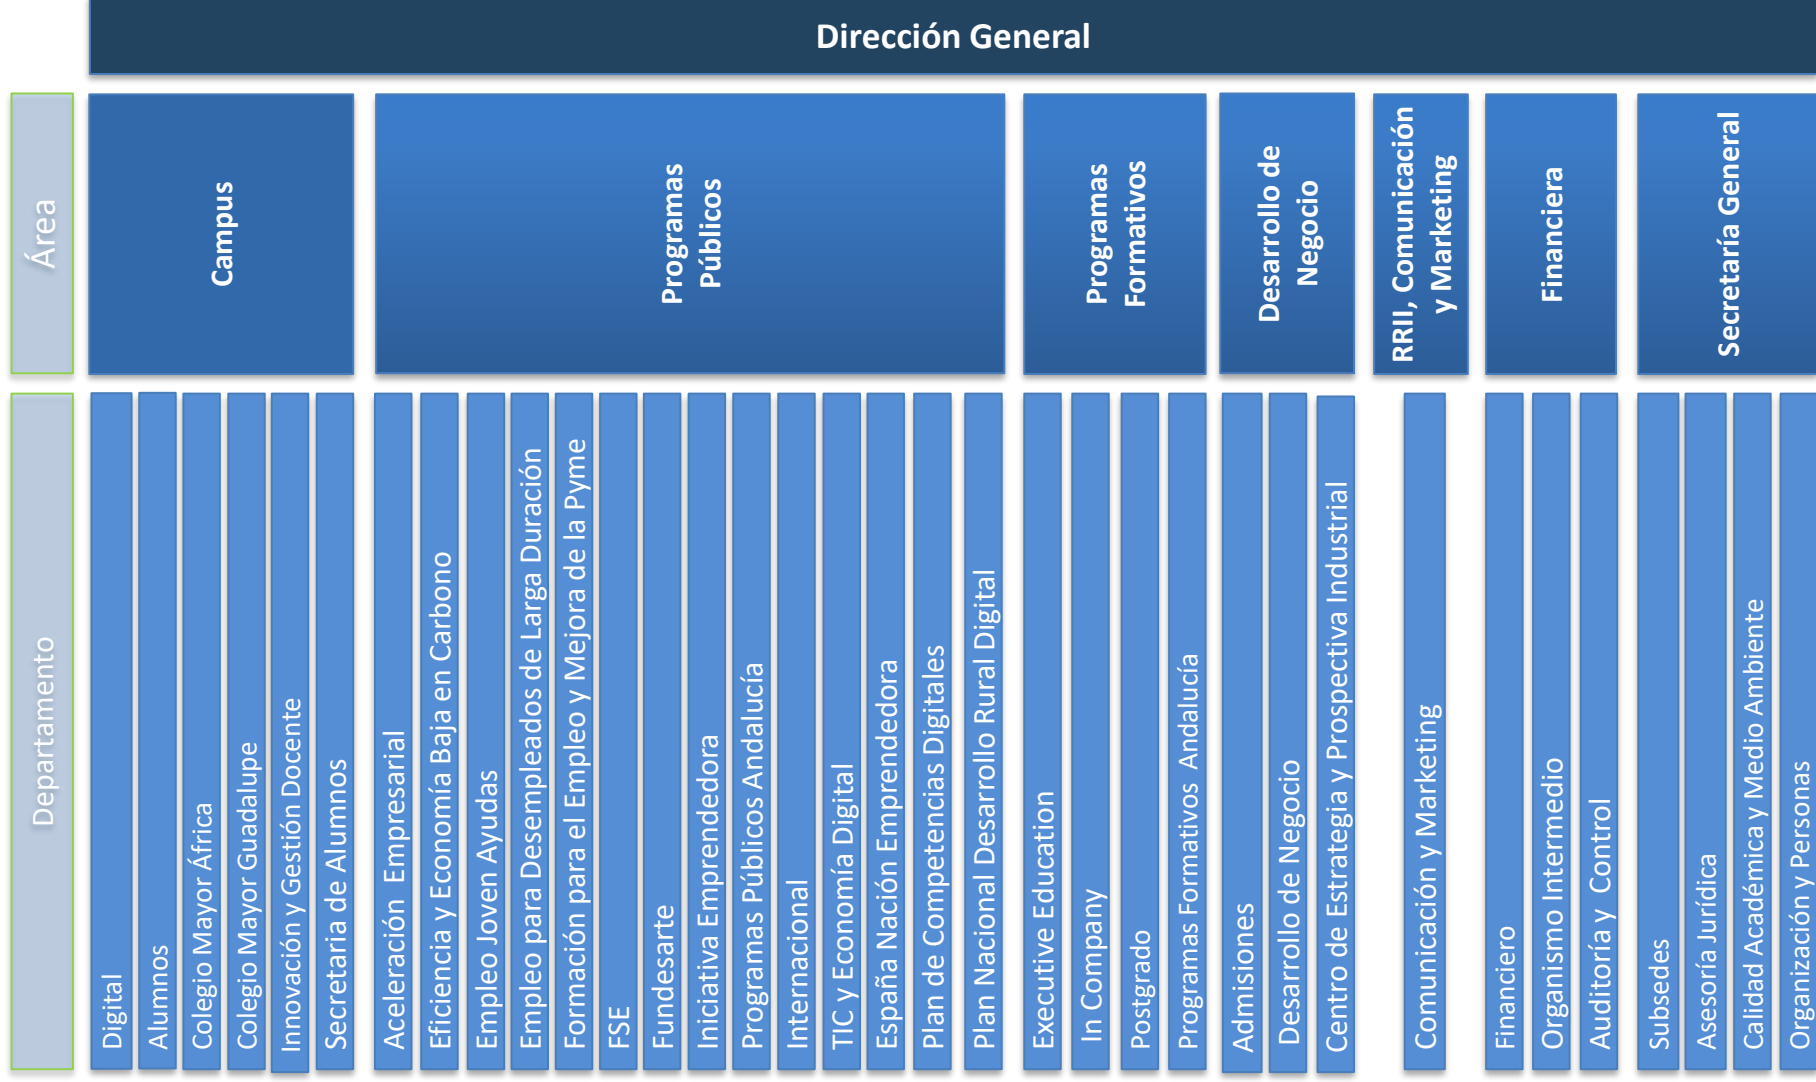 Dirección General
Área
Campus
Programas
Públicos
Programas
Formativos
Desarrollo de
Negocio
RRII, Comunicación
y Marketing
Financiera
Secretaría General
Departamento
Digital
Alumnos
Colegio Mayor África
Colegio Mayor Guadalupe
Innovación y Gestión Docente
Secretaria de Alumnos
Aceleración Empresarial
Eficiencia y Economía Baja en Carbono
Empleo Joven Ayudas
Empleo para Desempleados de Larga Duración
Formación para el Empleo y Mejora de la Pyme
FSE
Fundesarte
Iniciativa Emprendedora
Programas Públicos Andalucía
Internacional
TIC y Economía Digital
España Nación Emprendedora
Plan de Competencias Digitales
Plan Nacional Desarrollo Rural Digital
Executive Education
In Company
Postgrado
Programas Formativos Andalucía
Admisiones
Desarrollo de Negocio
Centro de Estrategia y Prospectiva Industrial
Comunicación y Marketing
Financiero
Organismo Intermedio
Auditoría y Control
Subsedes
Asesoría Jurídica
Calidad Académica y Medio Ambiente
Organización y Personas